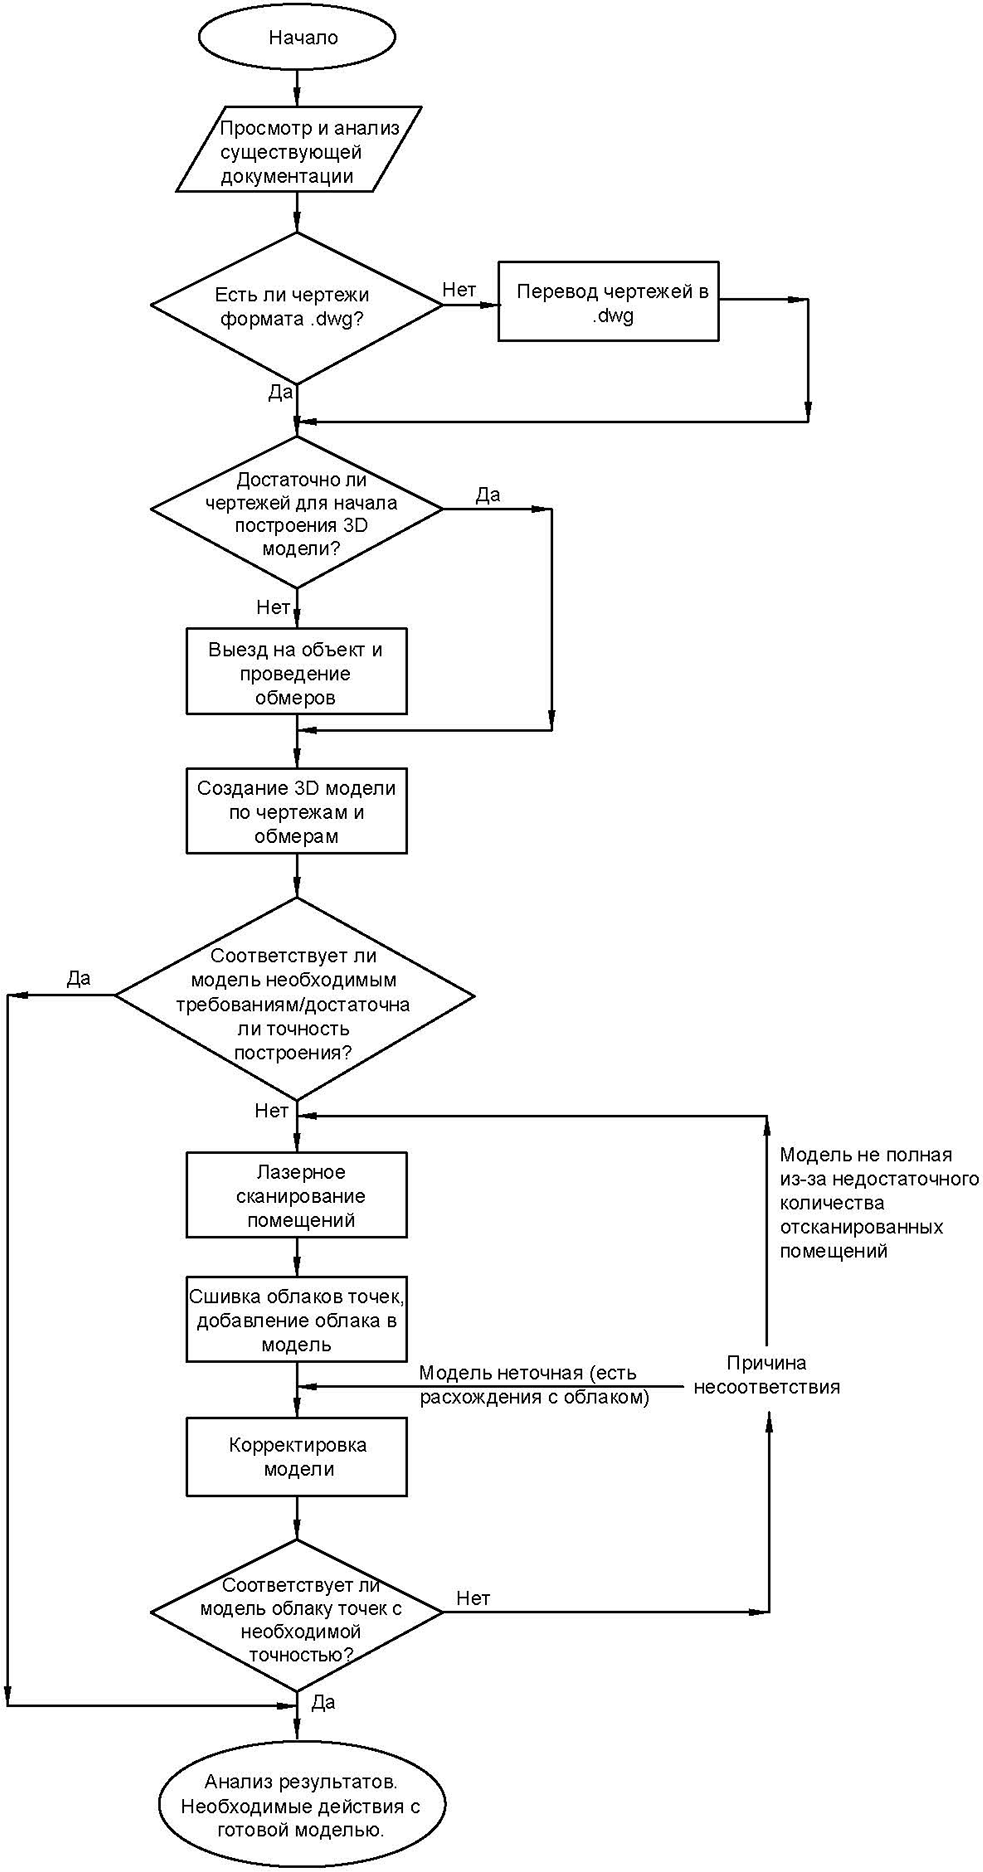 Начало
Просмотр и анализ
существующей
документации
Есть ли чертежи
формата .dwg?
Нет
Перевод чертежей в
.dwg
Да
Достаточно ли
чертежей для начала
построения 3D
модели?
Да
Нет
Выезд на объект и
проведение
обмеров
Создание 3D модели
по чертежам и
обмерам
Соответствует ли
модель необходимым
требованиям/достаточна
ли точность
построения?
Да
Нет
Лазерное
сканирование
помещений
Модель не полная
из-за недостаточного
количества
отсканированных
помещений
Сшивка облаков точек,
добавление облака в
модель
Модель неточная (есть
расхождения с облаком)
Причина
несоответствия
Корректировка
модели
Соответствует ли
модель облаку точек с
необходимой
точностью?
Нет
Да
Анализ результатов.
Необходимые действия с
готовой моделью.